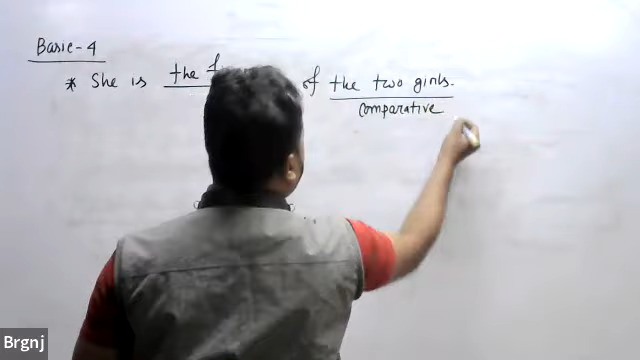 Basic-4
* She is the of the two girls.
comparative
Brgnj